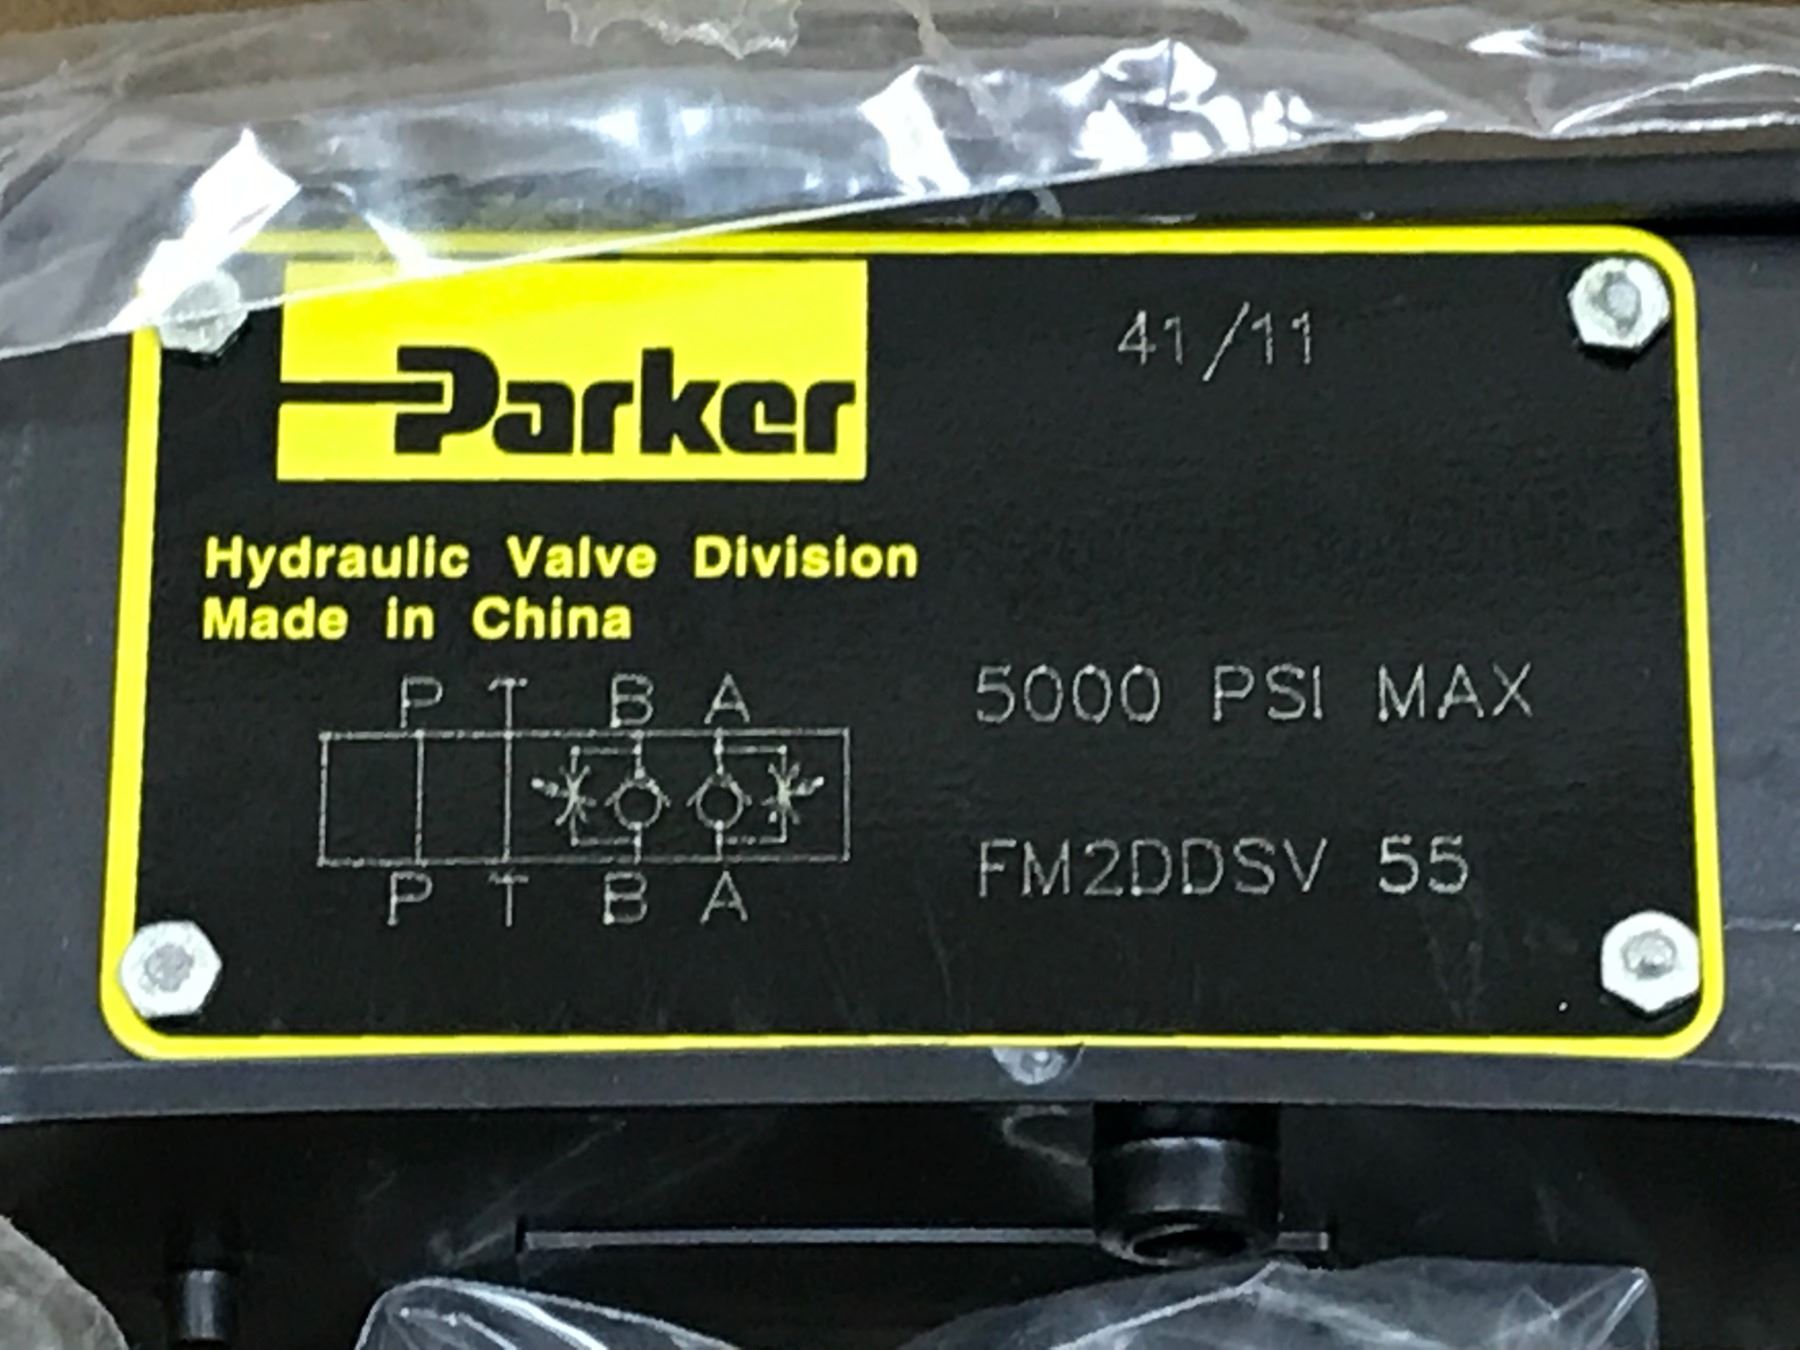 Parker
41/11
Hydraulic Valve Division
Made in China
P T B A
5000 PSI MAX
P T B A
FM2DDSV 55